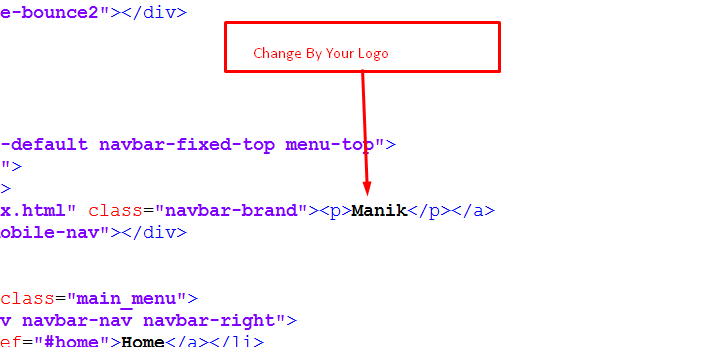 e-bounce2"></div>
Change By Your Logo
-default navbar-fixed-top menu-top">
">
>
x.html" class="navbar-brand"><p>Manik</p></a>
obile-nav"></div>
class="main_menu">
v navbar-nav navbar-right">
ef="#home">Home</a></li>